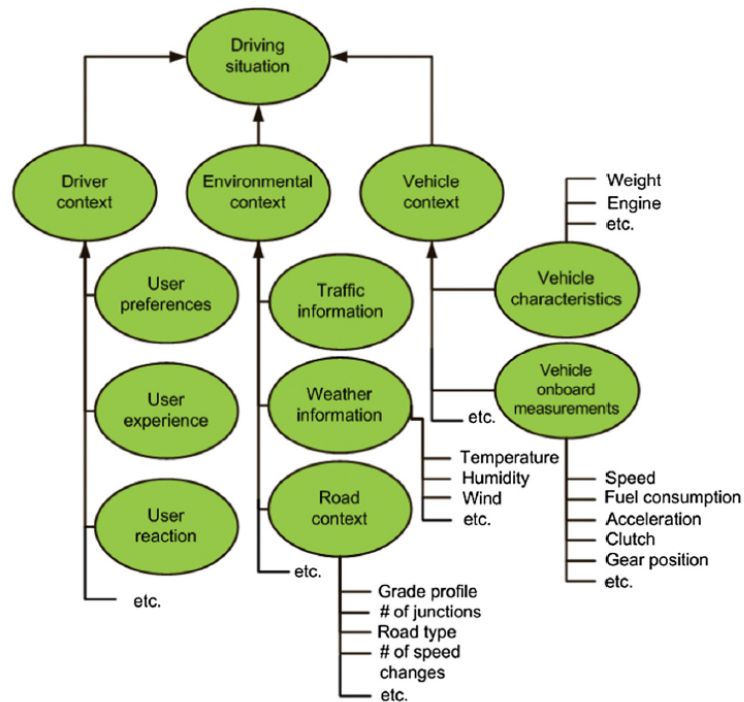 Driving
situation
Driver
context
Environmental
context
Vehicle
context
Weight
Engine
etc.
User
preferences
Traffic
information
Vehicle
characteristics
User
experience
Weather
information
Vehicle
onboard
measurements
etc.
Temperature
Humidity
Wind
etc.
User
reaction
Road
context
Speed
Fuel consumption
Acceleration
Clutch
Gear position
etc.
etc.
etc.
Grade profile
# of junctions
Road type
# of speed
changes
etc.